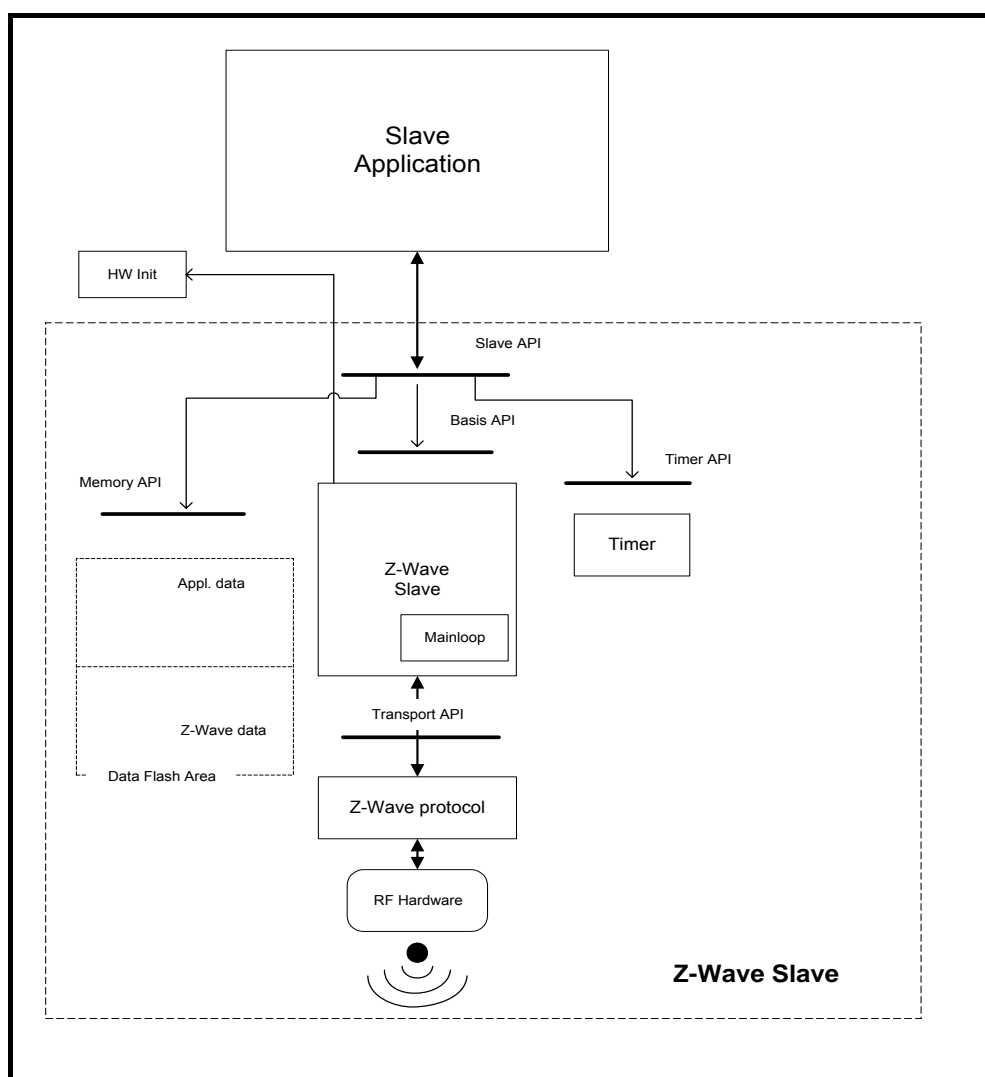 Slave
Application
HW Init
Slave API
Basis API
Timer API
Memory API
Timer
Z-Wave
Slave
Appl. data
Mainloop
Transport API
Z-Wave data
Data Flash Area
Z-Wave protocol
RF Hardware
Z-Wave Slave